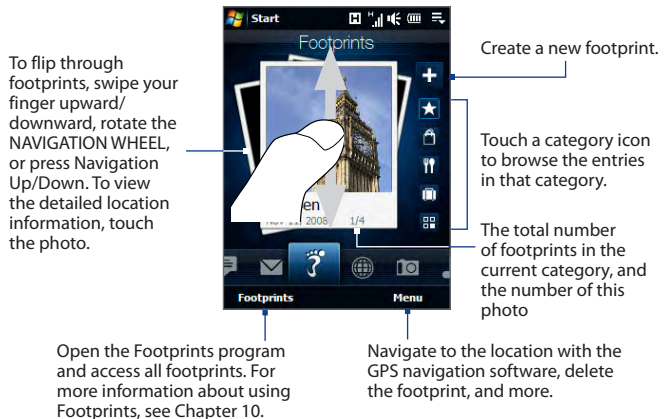 Start
Footprints
To flip through
footprints, swipe your
finger upward/
downward, rotate the
NAVIGATION WHEEL,
or press Navigation
Up/Down. To view
the detailed location
information, touch
the photo.
Create a new footprint.
Touch a category icon
to browse the entries
in that category.
en
2008 1/4
The total number
of footprints in the
current category, and
the number of this
photo
Footprints Menu
Open the Footprints program
and access all footprints. For
more information about using
Footprints, see Chapter 10.
Navigate to the location with the
GPS navigation software, delete
the footprint, and more.